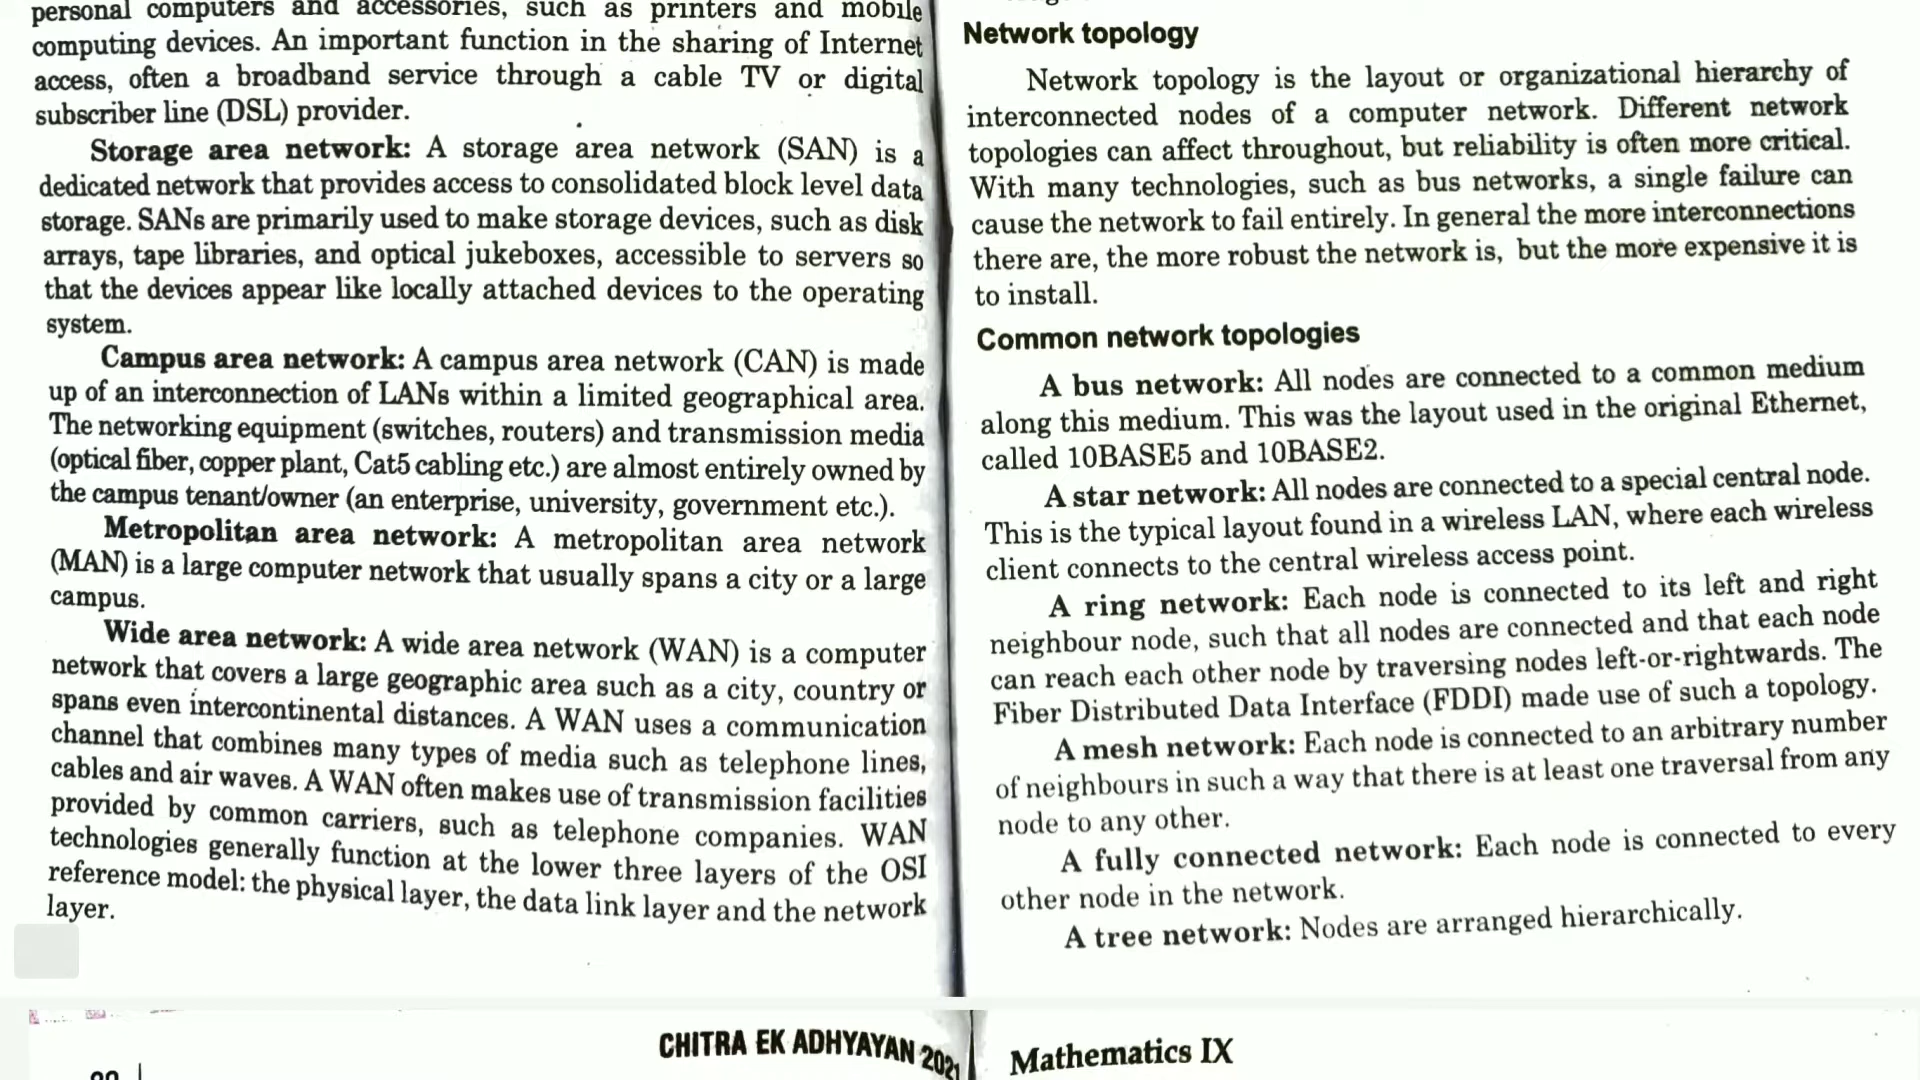 personal computers and accessories, such as printers and mobile
computing devices. An important function in the sharing of Internet
access, often a broadband service through a cable TV or digital
subscriber line (DSL) provider.
Storage area network: A storage area network (SAN) is a
dedicated network that provides access to consolidated block level data
storage. SANs are primarily used to make storage devices, such as disk
arrays, tape libraries, and optical jukeboxes, accessible to servers so
that the devices appear like locally attached devices to the operating
system.
Campus area network: A campus area network (CAN) is made
up of an interconnection of LANs within a limited geographical area.
The networking equipment (switches, routers) and transmission media
(optical fiber, copper plant, Cat5 cabling etc.) are almost entirely owned by
the campus tenant/owner (an enterprise, university, government etc.).
Metropolitan area network: A metropolitan area network
(MAN) is a large computer network that usually spans a city or a large
campus.
Wide area network: A wide area network (WAN) is a computer
network that covers a large geographic area such as a city, country or
spans even intercontinental distances. A WAN uses a communication
channel that combines many types of media such as telephone lines,
cables and air waves. A WAN often makes use of transmission facilities
provided by common carriers, such as telephone companies. WAN
technologies generally function at the lower three layers of the OSI
reference model: the physical layer, the data link layer and the network
layer.
Network topology
Network topology is the layout or organizational hierarchy of
interconnected nodes of a computer network. Different network
topologies can affect throughout, but reliability is often more critical.
With many technologies, such as bus networks, a single failure can
cause the network to fail entirely. In general the more interconnections
there are, the more robust the network is, but the more expensive it is
to install.
Common network topologies
A bus network: All nodes are connected to a common medium
along this medium. This was the layout used in the original Ethernet,
called 10BASE5 and 10BASE2.
A star network: All nodes are connected to a special central node.
This is the typical layout found in a wireless LAN, where each wireless
client connects to the central wireless access point.
A ring network: Each node is connected to its left and right
neighbour node, such that all nodes are connected and that each node
can reach each other node by traversing nodes left-or-rightwards. The
Fiber Distributed Data Interface (FDDI) made use of such a topology.
A mesh network: Each node is connected to an arbitrary number
of neighbours in such a way that there is at least one traversal from any
node to any other.
A fully connected network: Each node is connected to every
other node in the network.
A tree network: Nodes are arranged hierarchically.
CHITRA EK ADHYAYAN 2021
Mathematics IX